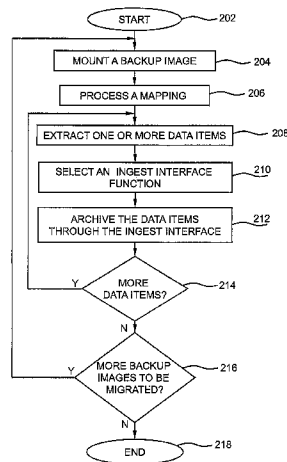 START
202
MOUNT A BACKUP IMAGE
204
PROCESS A MAPPING
206
EXTRACT ONE OR MORE DATA ITEMS
208
SELECT AN INGEST INTERFACE
FUNCTION
210
ARCHIVE THE DATA ITEMS
THROUGH THE INGEST INTERFACE
212
MORE
DATA ITEMS?
214
Y
N
MORE BACKUP
IMAGES TO BE
MIGRATED?
216
Y
N
END
218